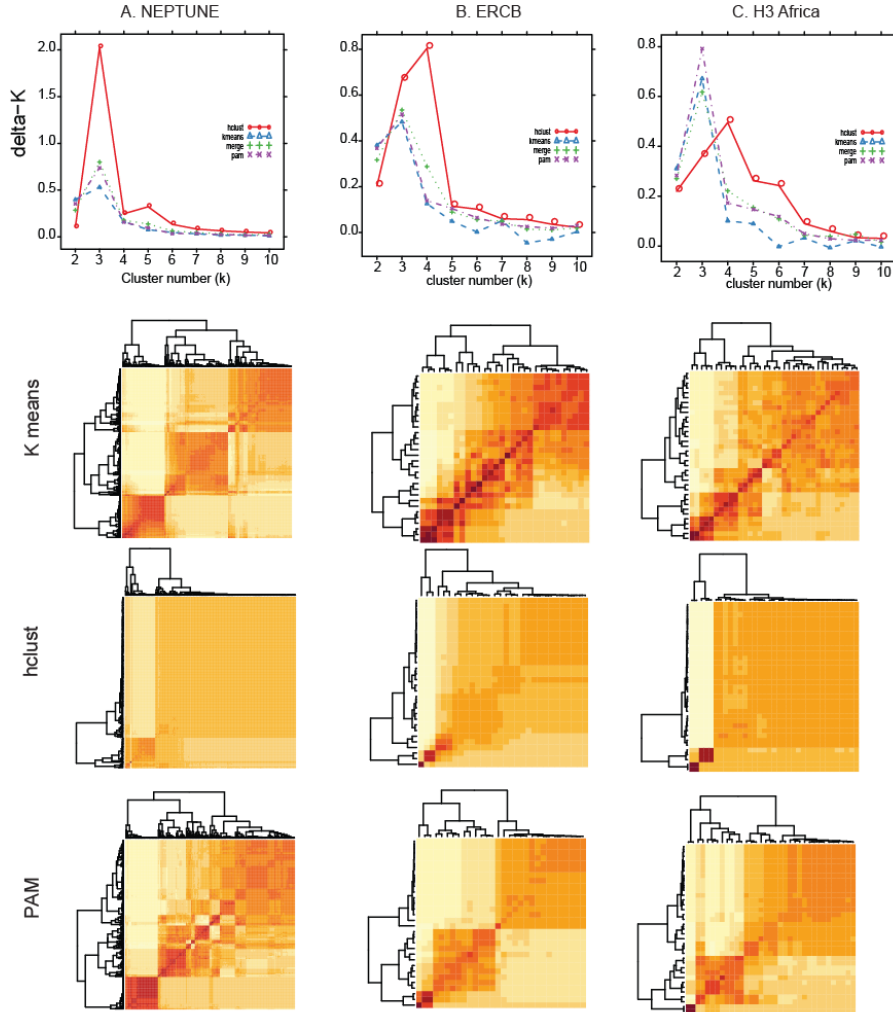 A. NEPTUNE
B. ERCB
C. H3 Africa
delta-K
2.0
1.5
1.0
0.5
0.0
hclust
kmeans
merge
pam
2 3 4 5 6 7 8 9 10
Cluster number (k)
0.8
0.6
0.4
0.2
0.0
hclust
kmeans
merge
pam
2 3 4 5 6 7 8 9 10
cluster number (k)
0.8
0.6
0.4
0.2
0.0
hclust
kmeans
merge
pam
2 3 4 5 6 7 8 9 10
cluster number (k)
K means
hclust
PAM